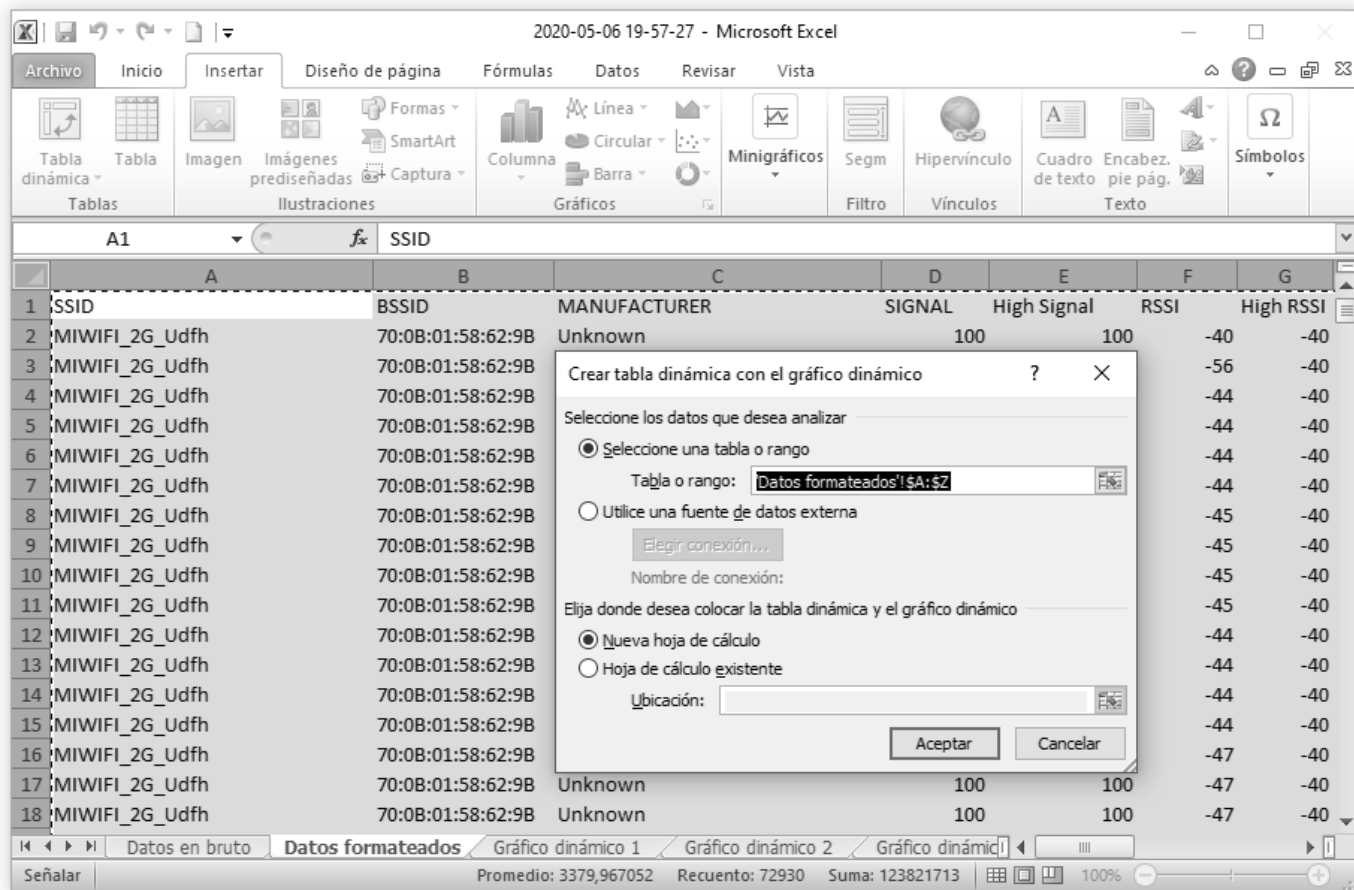 2020-05-06 19-57-27 - Microsoft Excel
Archivo Inicio Insertar Diseño de página Fórmulas Datos Revisar Vista
Tabla dinámica Tabla Imagen Imágenes prediseñadas Formas SmartArt Captura Columna Línea Circular Barra Minigráficos Segm Hipervínculo Cuadro de texto Encabez. pie pág. Símbolos
Tablas Ilustraciones Gráficos Filtro Vínculos Texto
A1 fx SSID
A B C D E F G
1 SSID BSSID MANUFACTURER SIGNAL High Signal RSSI High RSSI
2 MIWIFI_2G_Udfh 70:0B:01:58:62:9B Unknown 100 100 -40 -40
3 MIWIFI_2G_Udfh 70:0B:01:58:62:9B -56 -40
4 MIWIFI_2G_Udfh 70:0B:01:58:62:9B -44 -40
5 MIWIFI_2G_Udfh 70:0B:01:58:62:9B -44 -40
6 MIWIFI_2G_Udfh 70:0B:01:58:62:9B -44 -40
7 MIWIFI_2G_Udfh 70:0B:01:58:62:9B -44 -40
8 MIWIFI_2G_Udfh 70:0B:01:58:62:9B -45 -40
9 MIWIFI_2G_Udfh 70:0B:01:58:62:9B -45 -40
10 MIWIFI_2G_Udfh 70:0B:01:58:62:9B -45 -40
11 MIWIFI_2G_Udfh 70:0B:01:58:62:9B -45 -40
12 MIWIFI_2G_Udfh 70:0B:01:58:62:9B -44 -40
13 MIWIFI_2G_Udfh 70:0B:01:58:62:9B -44 -40
14 MIWIFI_2G_Udfh 70:0B:01:58:62:9B -44 -40
15 MIWIFI_2G_Udfh 70:0B:01:58:62:9B -44 -40
16 MIWIFI_2G_Udfh 70:0B:01:58:62:9B -47 -40
17 MIWIFI_2G_Udfh 70:0B:01:58:62:9B Unknown 100 100 -47 -40
18 MIWIFI_2G_Udfh 70:0B:01:58:62:9B Unknown 100 100 -47 -40
Crear tabla dinámica con el gráfico dinámico ?
Seleccione los datos que desea analizar
Seleccione una tabla o rango
Tabla o rango: 'Datos formateados'!$A:$Z
Utilice una fuente de datos externa
Elegir conexión...
Nombre de conexión:
Elija donde desea colocar la tabla dinámica y el gráfico dinámico
Nueva hoja de cálculo
Hoja de cálculo existente
Ubicación:
Aceptar Cancelar
Datos en bruto Datos formateados Gráfico dinámico 1 Gráfico dinámico 2 Gráfico dinámic
Señalar Promedio: 3379,967052 Recuento: 72930 Suma: 123821713 100%